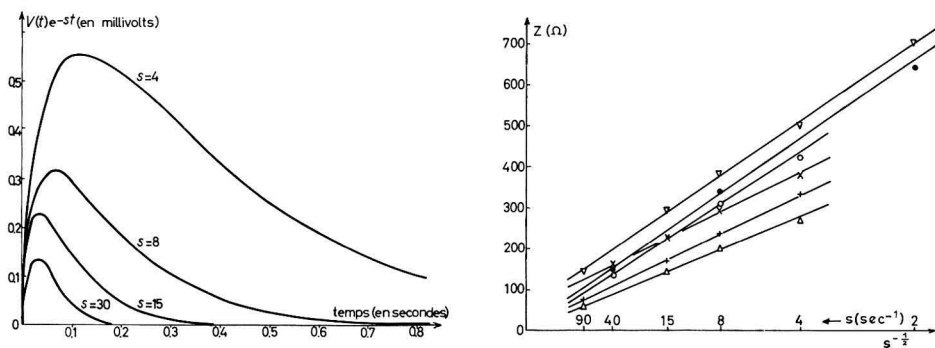 V(t)e-st (en millivolts)
0,5
0,4
0,3
0,2
0,1
0
s=4
s=8
s=15
s=30
temps (en secondes)
0,1 0,2 0,3 0,4 0,5 0,6 0,7 0,8
Z (Ω)
700
600
500
400
300
200
100
0
90 40 15 8 4 ← s (sec⁻¹) 2
s⁻½